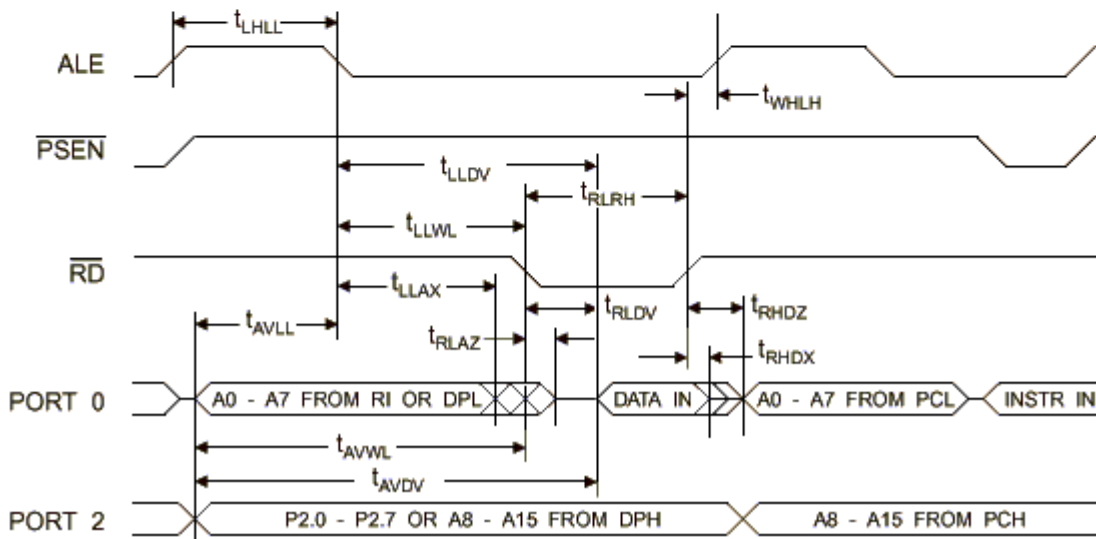 tLHLL
ALE
tWHLH
PSEN
tLLDV
tRLRH
tLLWL
RD
tLLAX
tRLDV
tRHDZ
tAVLL
tRLAZ
tRHDX
PORT 0
A0 - A7 FROM RI OR DPL
DATA IN
A0 - A7 FROM PCL
INSTR IN
tAVWL
tAVDV
PORT 2
P2.0 - P2.7 OR A8 - A15 FROM DPH
A8 - A15 FROM PCH